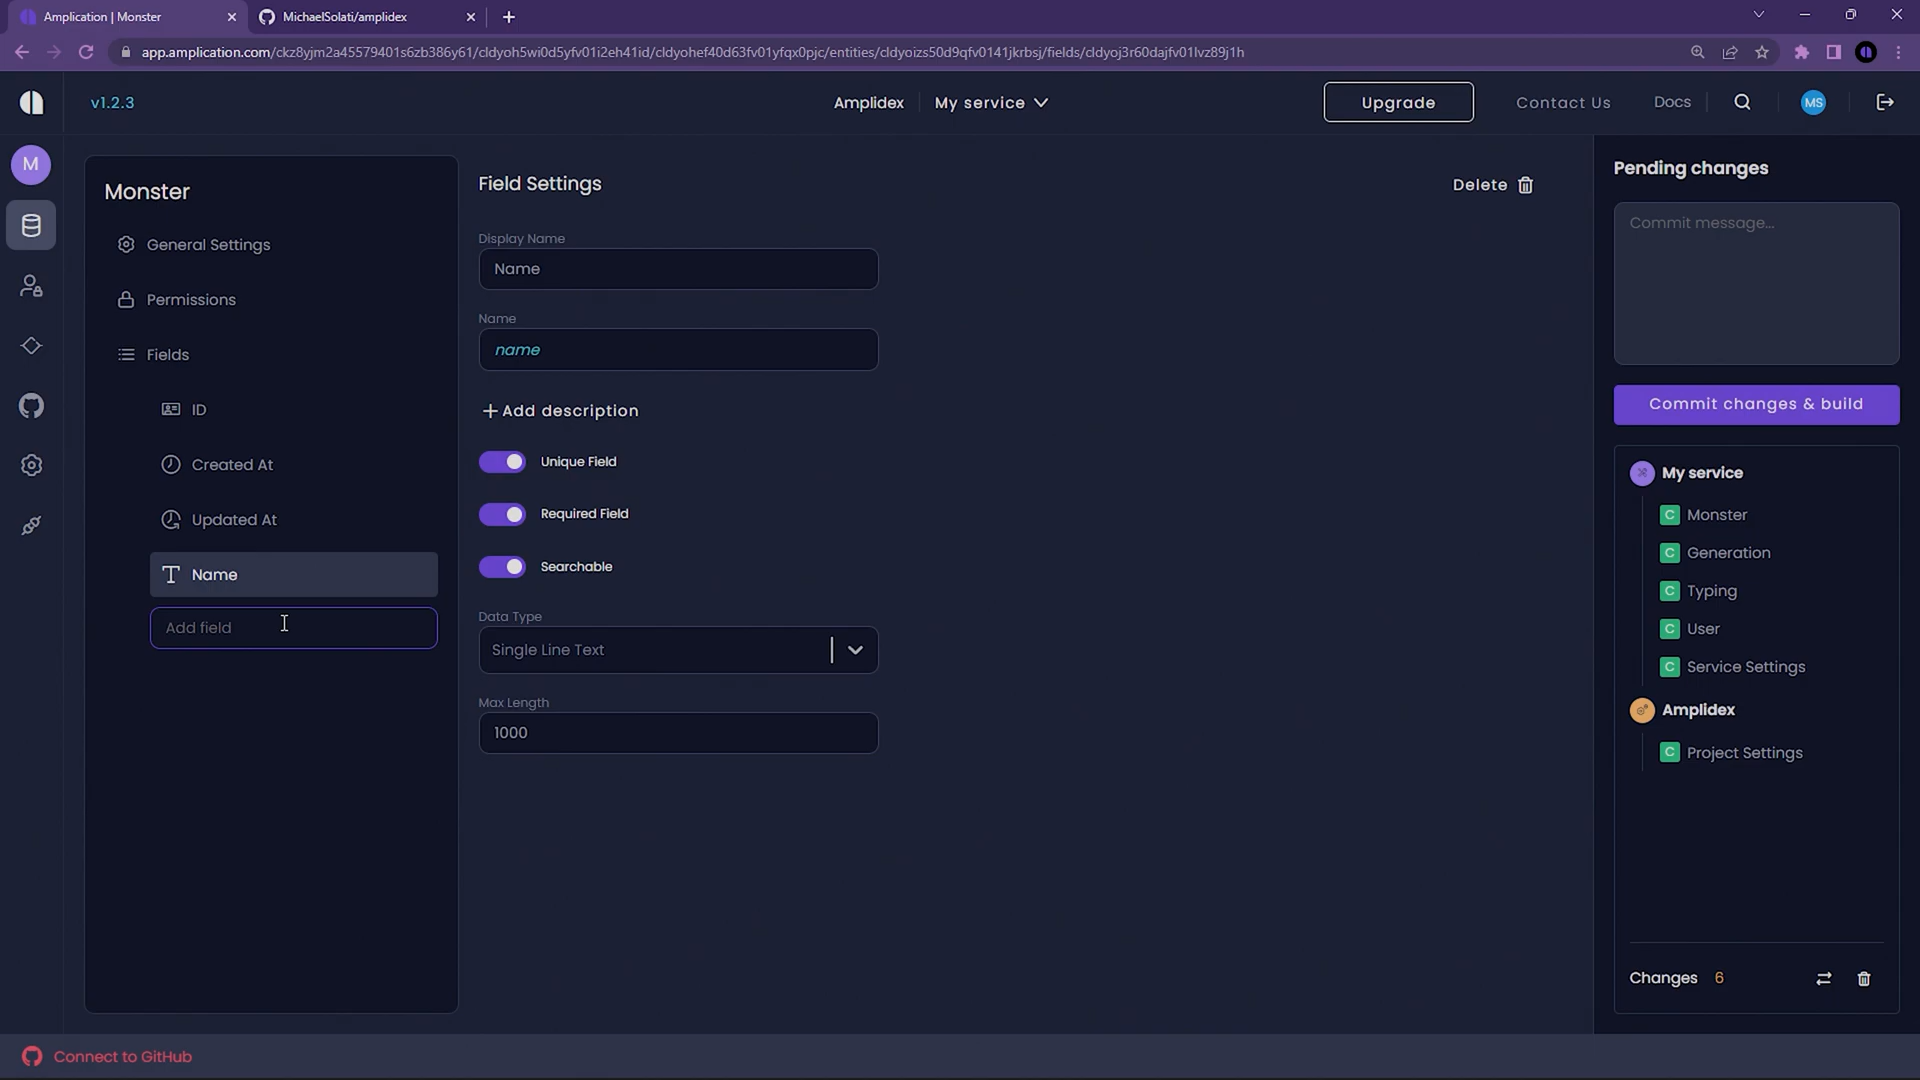 Amplication | Monster
MichaelSolati/amplidex
app.amplication.com/ckz8yjm2a45579401s6zb386y61/cldyoh5wi0d5yfv01i2eh41id/cldyohef40d63fv01yfqx0pjc/entities/cldyoizs50d9qfv0141jkrbsj/fields/cldyoj3r60dajfv01lvz89j1h
v1.2.3
Amplidex
My service
Upgrade
Contact Us
Docs
MS
M
Monster
General Settings
Permissions
Fields
ID
Created At
Updated At
Name
Add field
Field Settings
Delete
Display Name
Name
Name
name
Add description
Unique Field
Required Field
Searchable
Data Type
Single Line Text
Max Length
1000
Pending changes
Commit message...
Commit changes & build
My service
C Monster
C Generation
C Typing
C User
C Service Settings
Amplidex
C Project Settings
Changes 6
Connect to GitHub